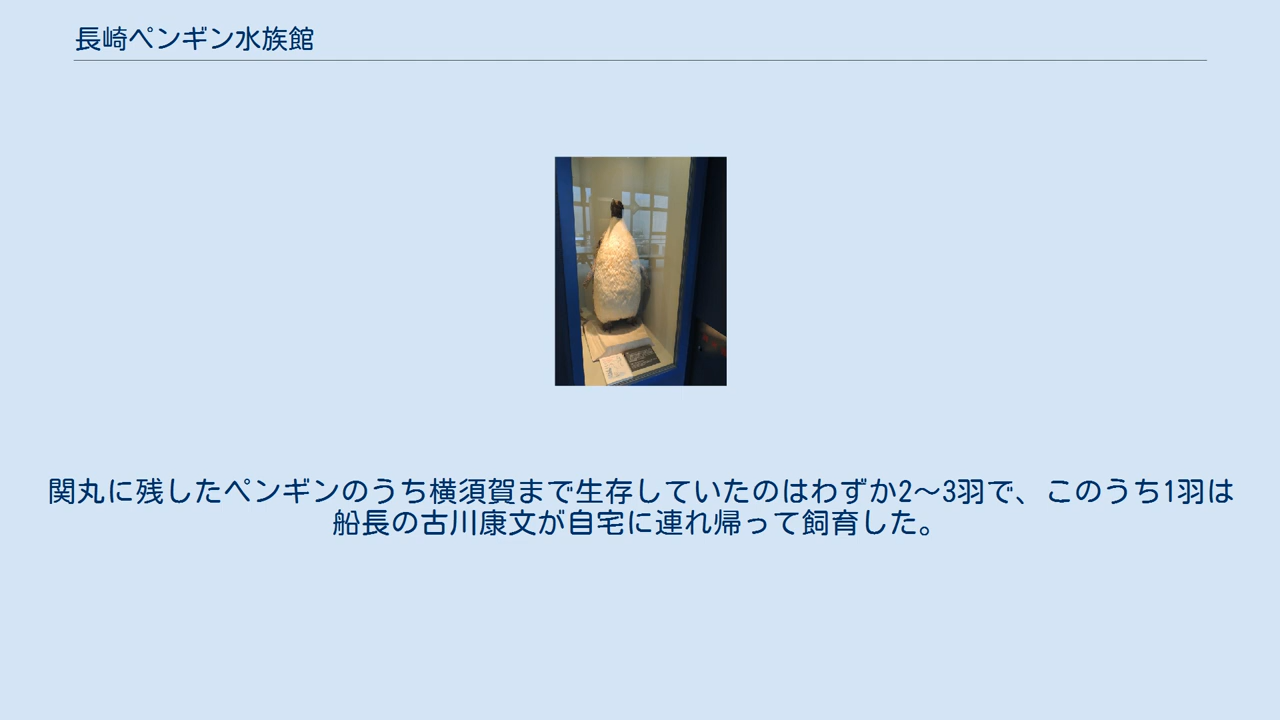 長崎ペンギン水族館
関丸に残したペンギンのうち横須賀まで生存していたのはわずか2〜3羽で、このうち1羽は
船長の古川康文が自宅に連れ帰って飼育した。